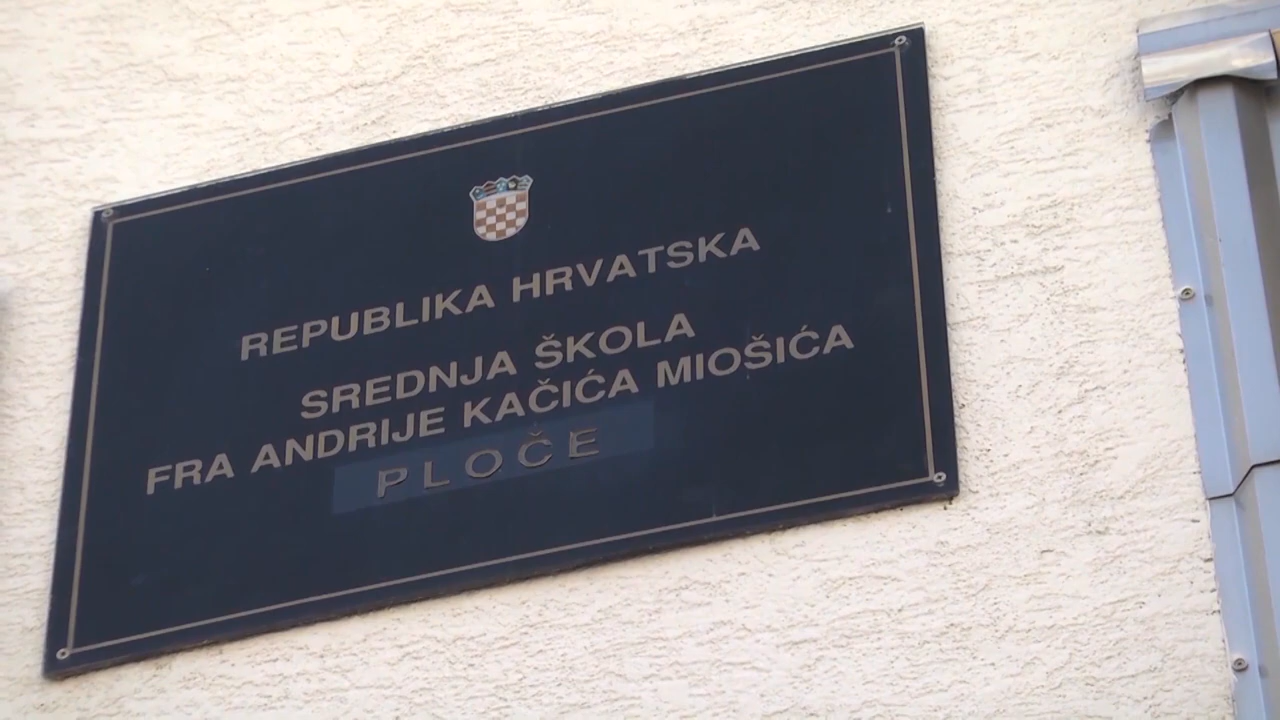 REPUBLIKA HRVATSKA
SREDNJA ŠKOLA
FRA ANDRIJE KAČIĆA MIOŠIĆA
PLOČE